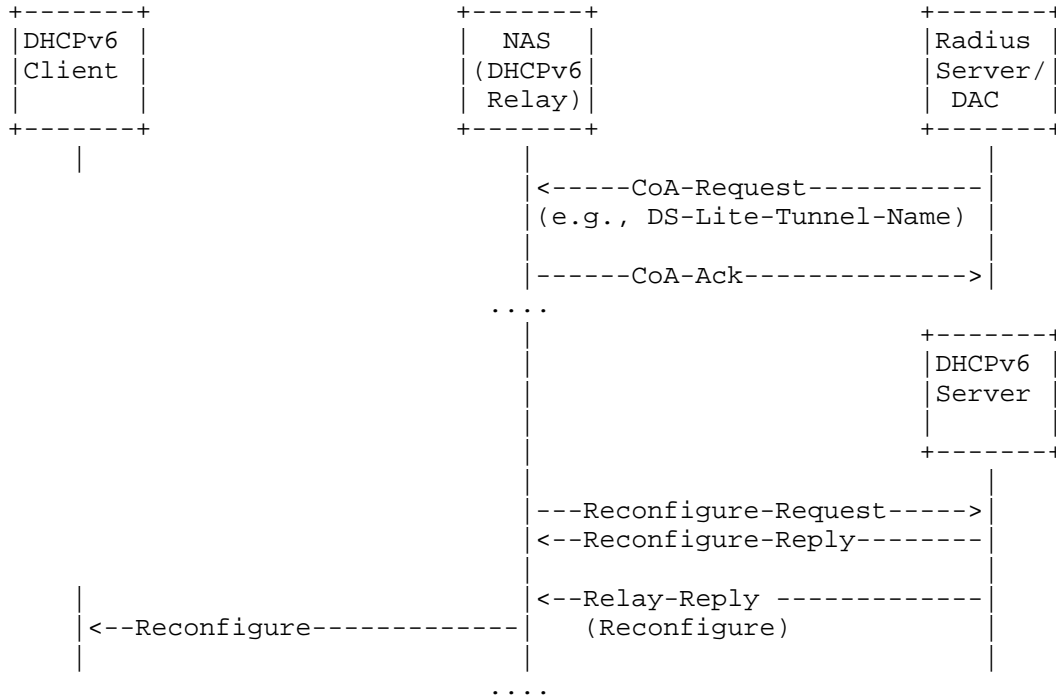 DHCPv6 NAS Radius
Client (DHCPv6 Server/
Relay) DAC
<-----CoA-Request-----------
(e.g., DS-Lite-Tunnel-Name)
------CoA-Ack-------------->
....
DHCPv6
Server
---Reconfigure-Request----->
<--Reconfigure-Reply--------
<--Relay-Reply -------------
<--Reconfigure------------- (Reconfigure)
....